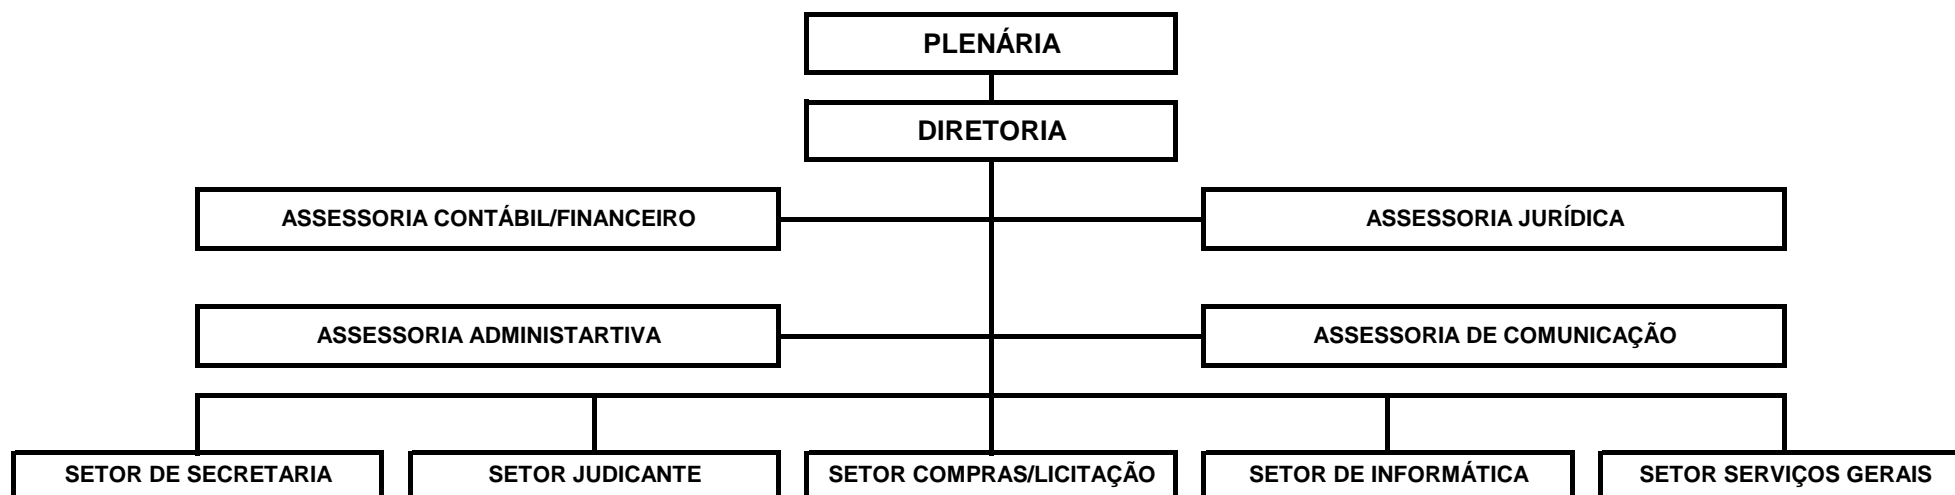 PLENÁRIA
DIRETORIA
ASSESSORIA CONTÁBIL/FINANCEIRO
ASSESSORIA JURÍDICA
ASSESSORIA ADMINISTARTIVA
ASSESSORIA DE COMUNICAÇÃO
SETOR DE SECRETARIA
SETOR JUDICANTE
SETOR COMPRAS/LICITAÇÃO
SETOR DE INFORMÁTICA
SETOR SERVIÇOS GERAIS